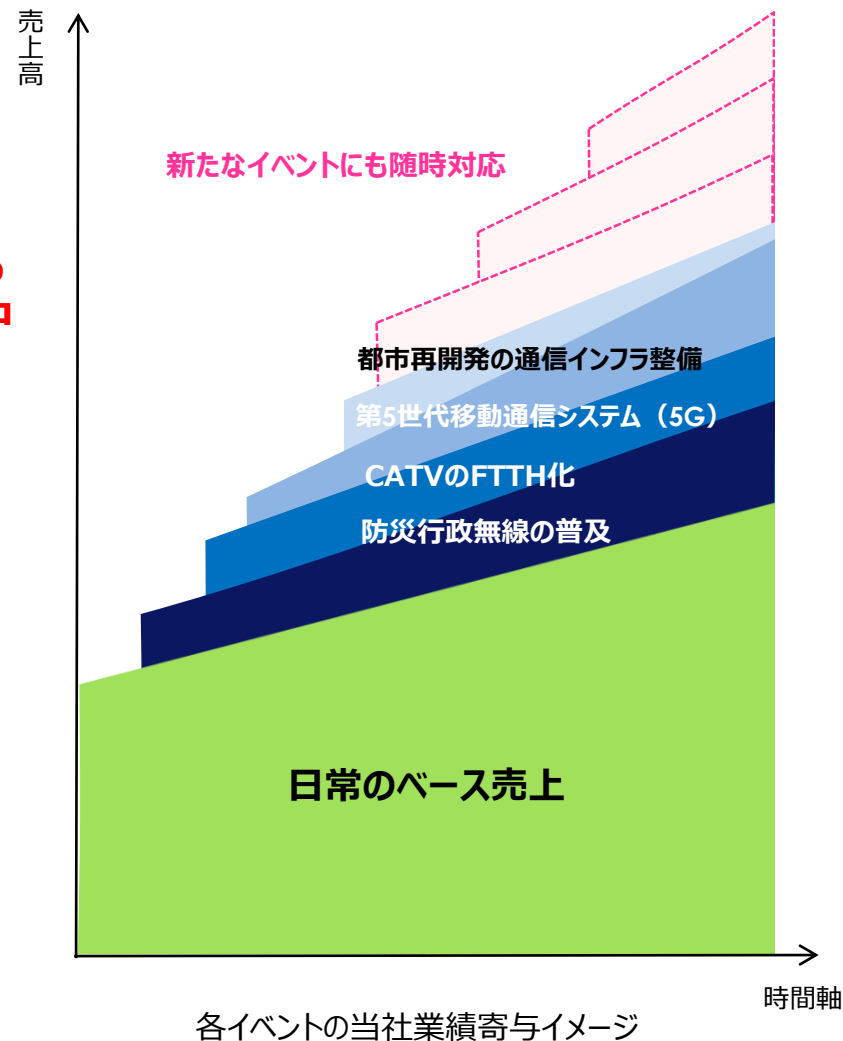 売上高
新たなイベントにも随時対応
都市再開発の通信インフラ整備
第5世代移動通信システム（5G）
CATVのFTTH化
防災行政無線の普及
日常のベース売上
時間軸
各イベントの当社業績寄与イメージ